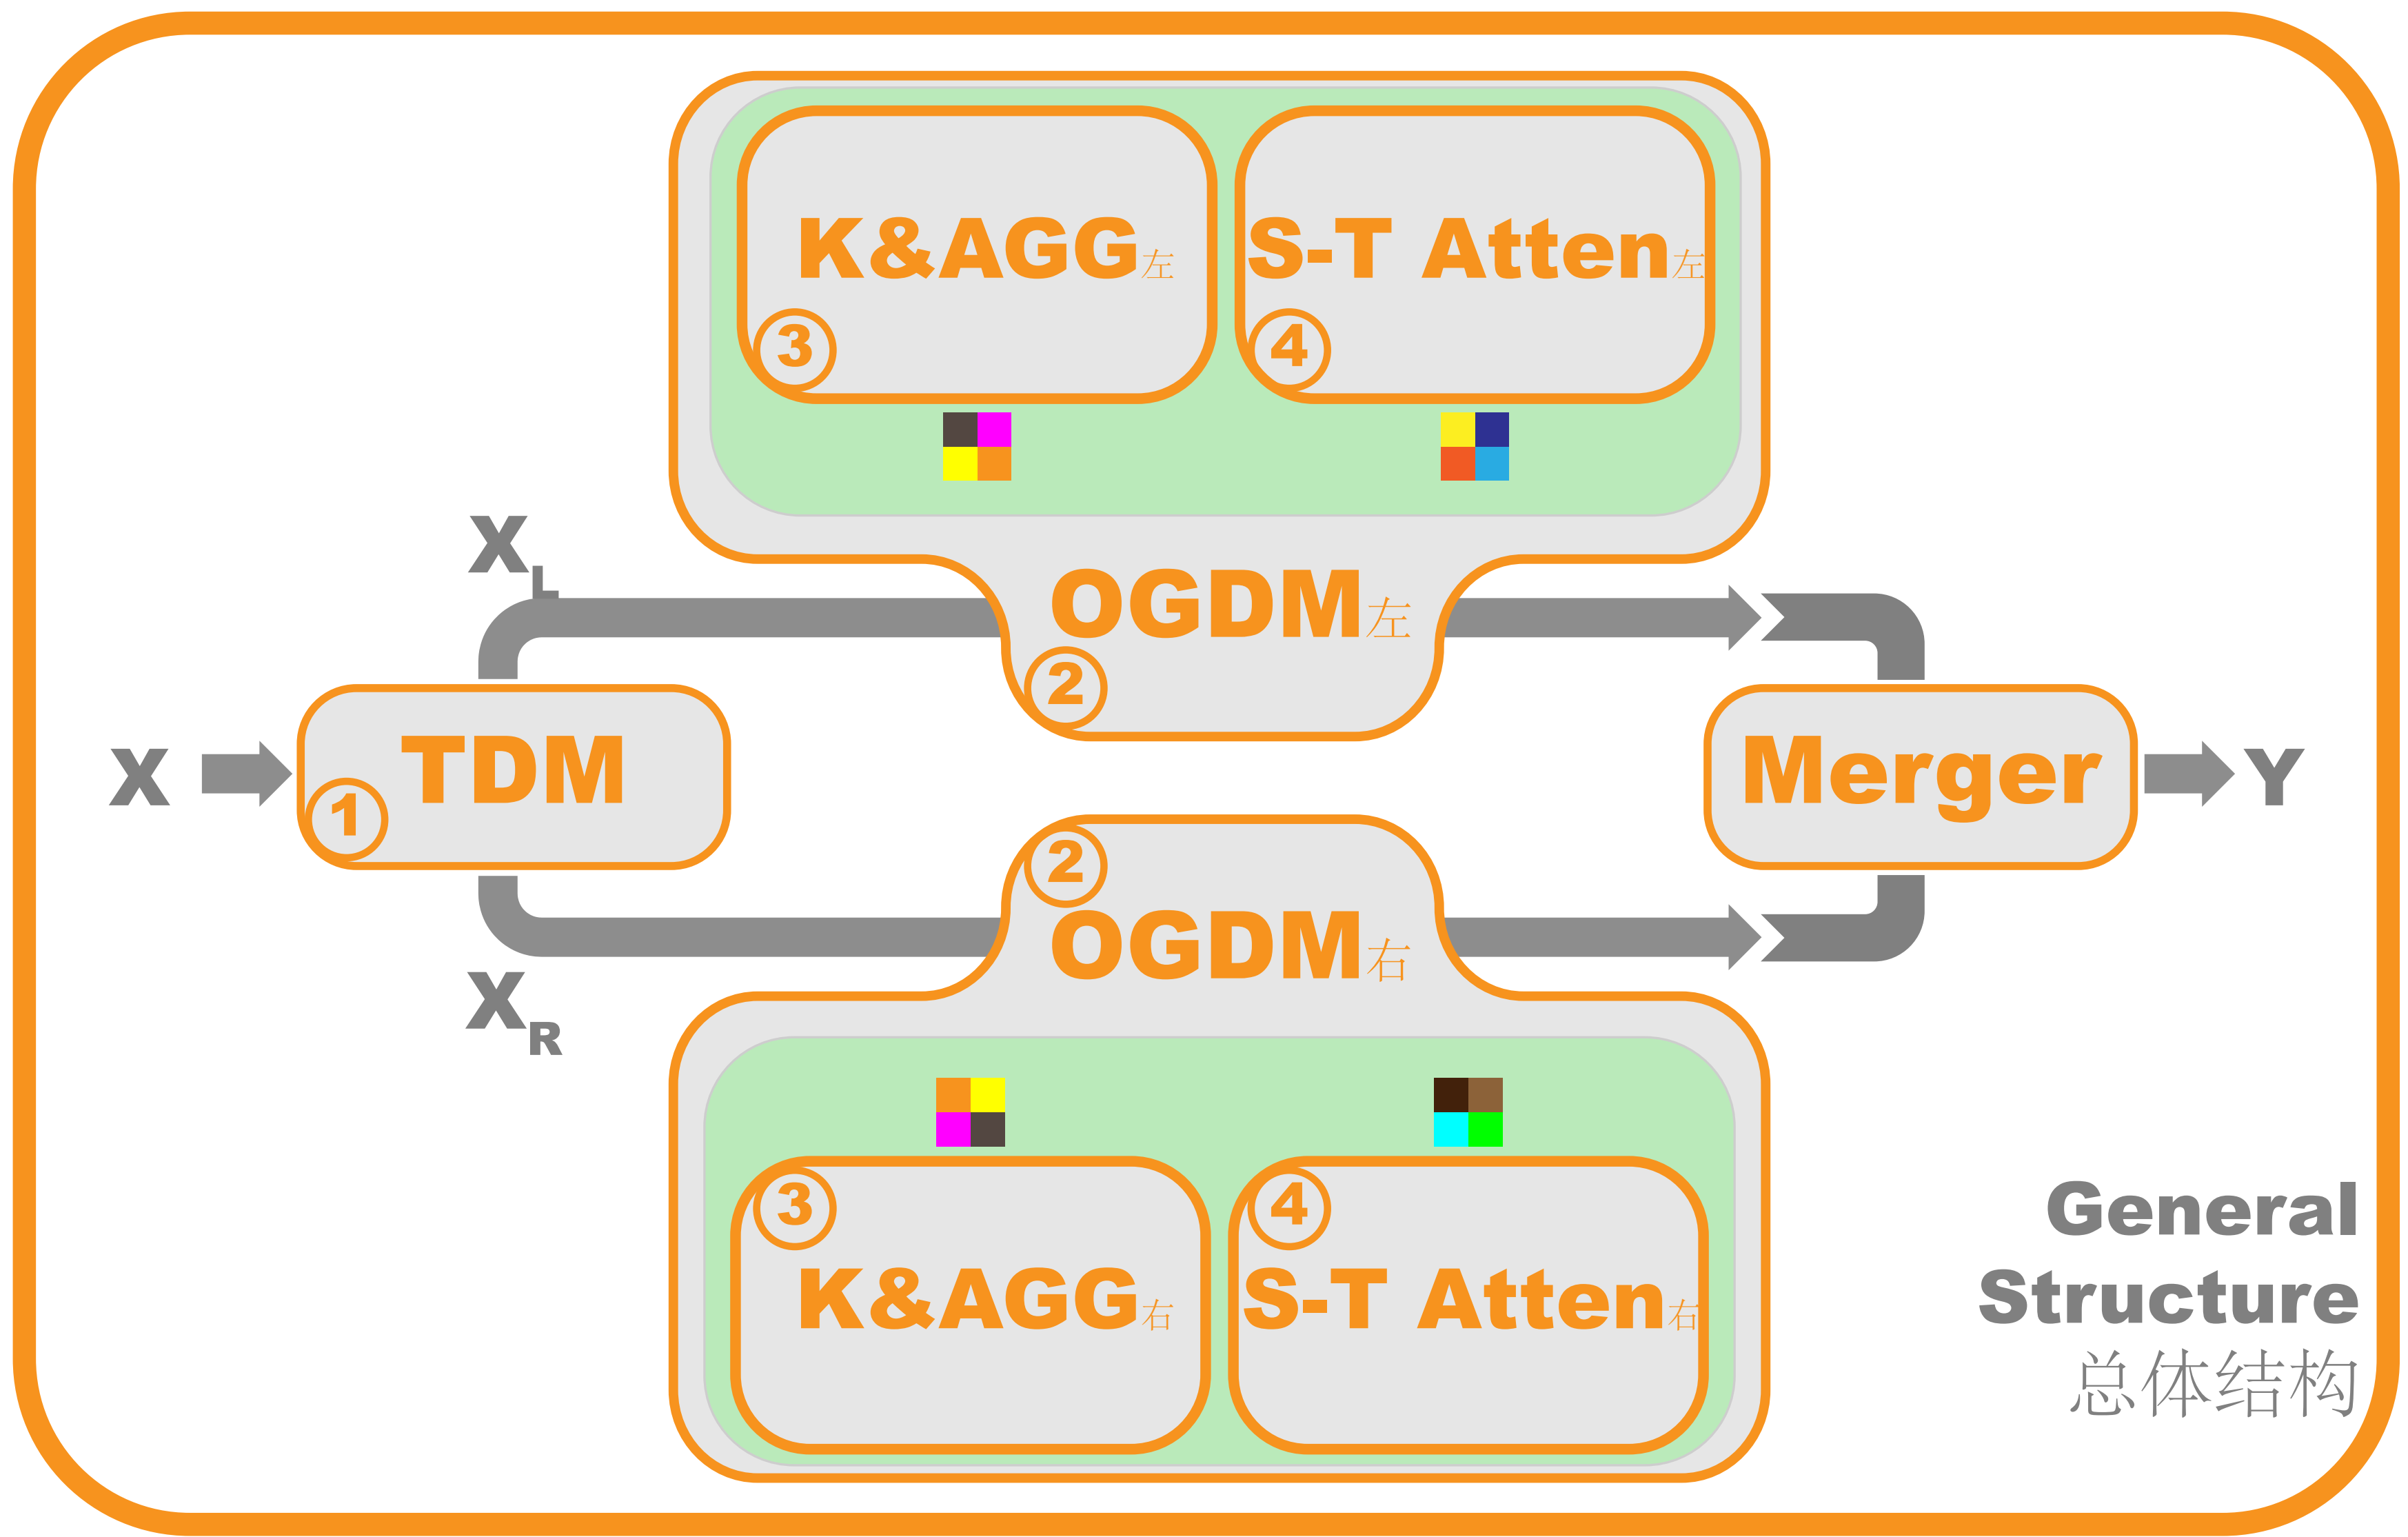 K&AGG左
S-T Atten左
③
④
X
L
OGDM左
②
X
TDM
①
Merger
Y
②
OGDM右
X
R
③
④
K&AGG右
S-T Atten右
General
Structure
总体结构